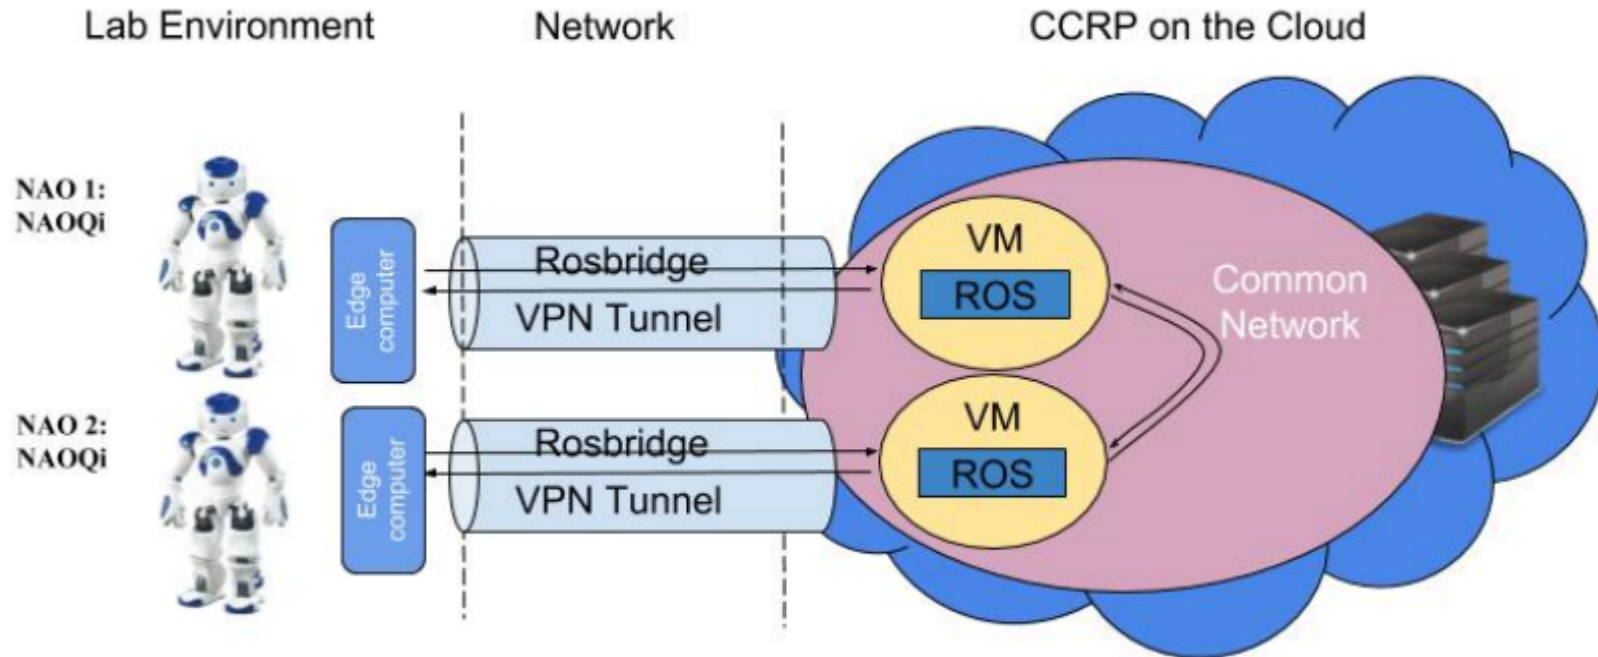 Lab Environment
Network
CCRP on the Cloud
NAO 1:
NAOQi
Edge
computer
Rosbridge
VPN Tunnel
VM
ROS
Common
Network
NAO 2:
NAOQi
Edge
computer
Rosbridge
VPN Tunnel
VM
ROS